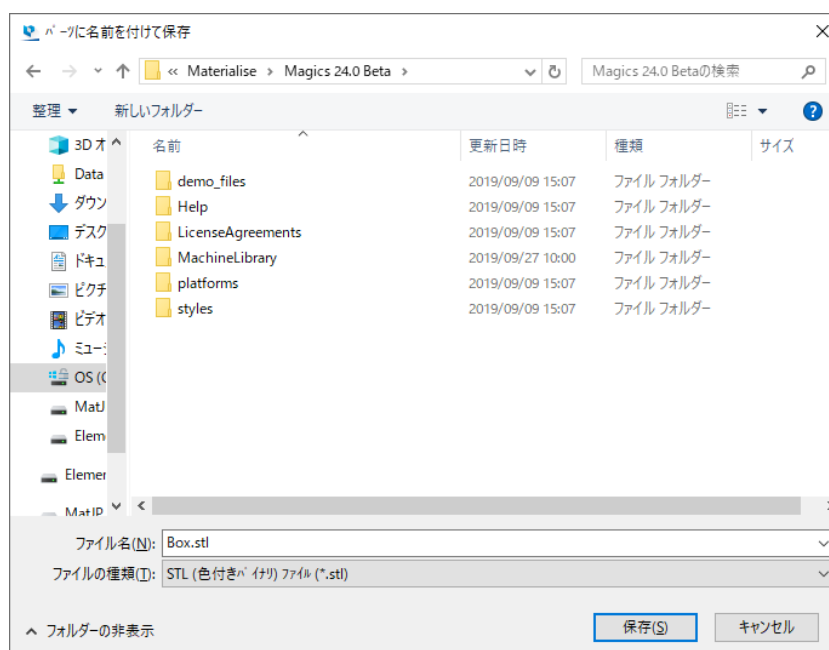 ﾊﾟｰﾂに名前を付けて保存
« Materialise › Magics 24.0 Beta ›
Magics 24.0 Betaの検索
整理 新しいフォルダー
名前 更新日時 種類 サイズ
3D オ
Data
ダウン
デスク
ドキュ
ピクチ
ビデオ
ミュージ
OS (C
MatJ
Elem
Elemer
MatJP
demo_files 2019/09/09 15:07 ファイル フォルダー
Help 2019/09/09 15:07 ファイル フォルダー
LicenseAgreements 2019/09/09 15:07 ファイル フォルダー
MachineLibrary 2019/09/27 10:00 ファイル フォルダー
platforms 2019/09/09 15:07 ファイル フォルダー
styles 2019/09/09 15:07 ファイル フォルダー
ファイル名(N): Box.stl
ファイルの種類(T): STL (色付きﾊﾞｲﾅﾘ) ﾌｧｲﾙ (*.stl)
フォルダーの非表示
保存(S) キャンセル